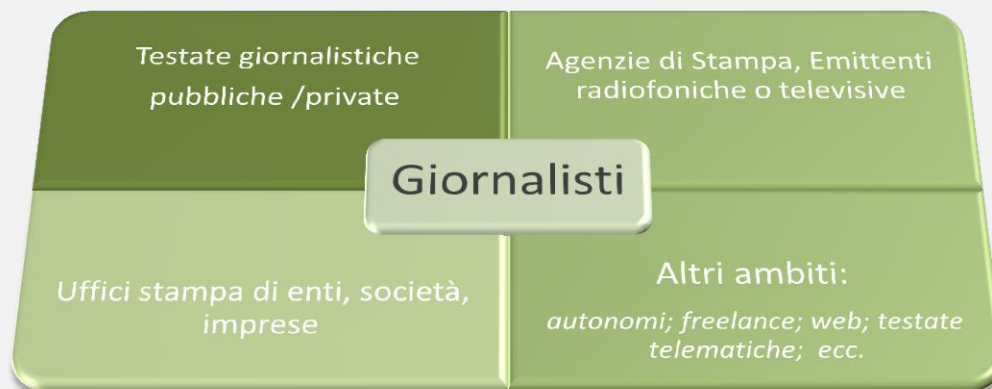 Testate giornalistiche
pubbliche /private
Agenzie di Stampa, Emittenti
radiofoniche o televisive
Giornalisti
Uffici stampa di enti, società,
imprese
Altri ambiti:
autonomi; freelance; web; testate
telematiche; ecc.